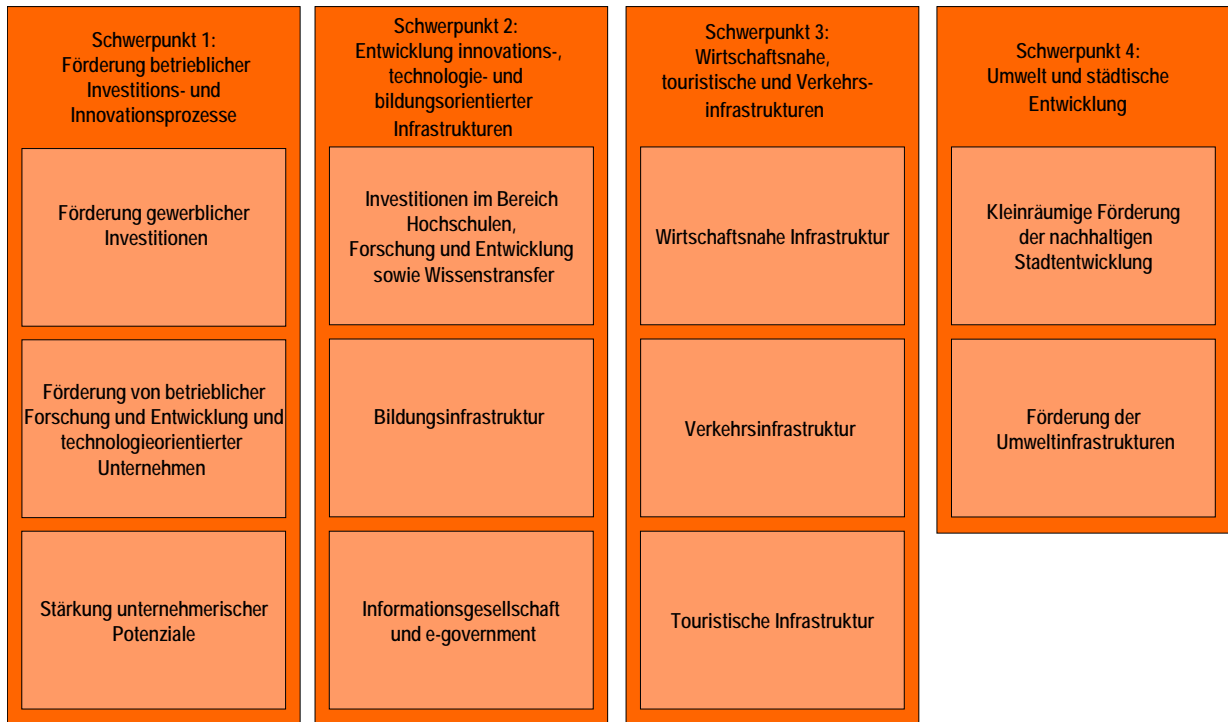 Schwerpunkt 1:
Förderung betrieblicher
Investitions- und
Innovationsprozesse
Förderung gewerblicher
Investitionen
Förderung von betrieblicher
Forschung und Entwicklung und
technologieorientierter
Unternehmen
Stärkung unternehmerischer
Potenziale
Schwerpunkt 2:
Entwicklung innovations-,
technologie- und
bildungsorientierter
Infrastrukturen
Investitionen im Bereich
Hochschulen,
Forschung und Entwicklung
sowie Wissenstransfer
Bildungsinfrastruktur
Informationsgesellschaft
und e-government
Schwerpunkt 3:
Wirtschaftsnahe,
touristische und Verkehrs-
infrastrukturen
Wirtschaftsnahe Infrastruktur
Verkehrsinfrastruktur
Touristische Infrastruktur
Schwerpunkt 4:
Umwelt und städtische
Entwicklung
Kleinräumige Förderung
der nachhaltigen
Stadtentwicklung
Förderung der
Umweltinfrastrukturen